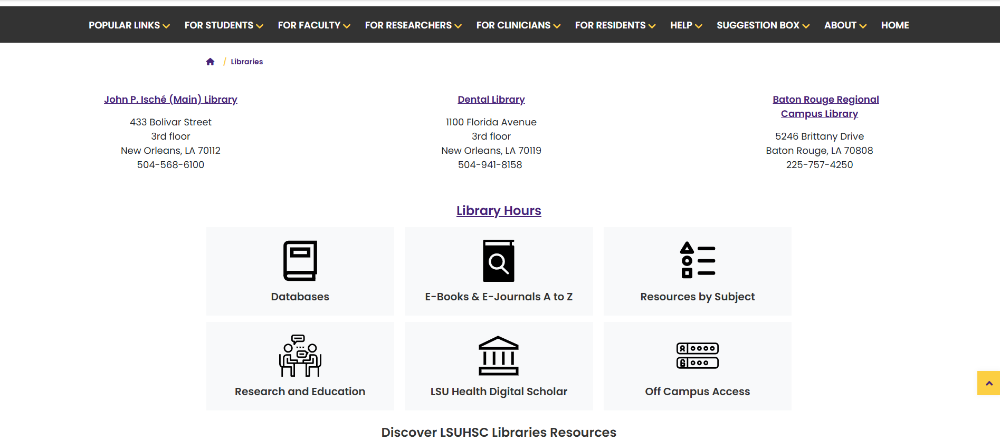 POPULAR LINKS FOR STUDENTS FOR FACULTY FOR RESEARCHERS FOR CLINICIANS FOR RESIDENTS HELP SUGGESTION BOX ABOUT HOME
/ Libraries
John P. Isché (Main) Library
433 Bolivar Street
3rd floor
New Orleans, LA 70112
504-568-6100
Dental Library
1100 Florida Avenue
3rd floor
New Orleans, LA 70119
504-941-8158
Baton Rouge Regional
Campus Library
5246 Brittany Drive
Baton Rouge, LA 70808
225-757-4250
Library Hours
Databases
E-Books & E-Journals A to Z
Resources by Subject
Research and Education
LSU Health Digital Scholar
Off Campus Access
Discover LSUHSC Libraries Resources